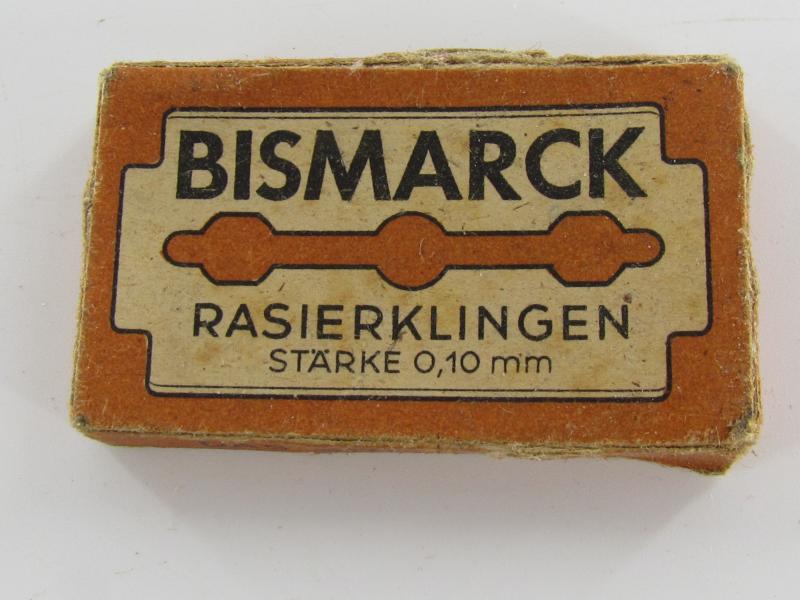 BISMARCK
RASIERKLINGEN
STÄRKE 0,10 mm